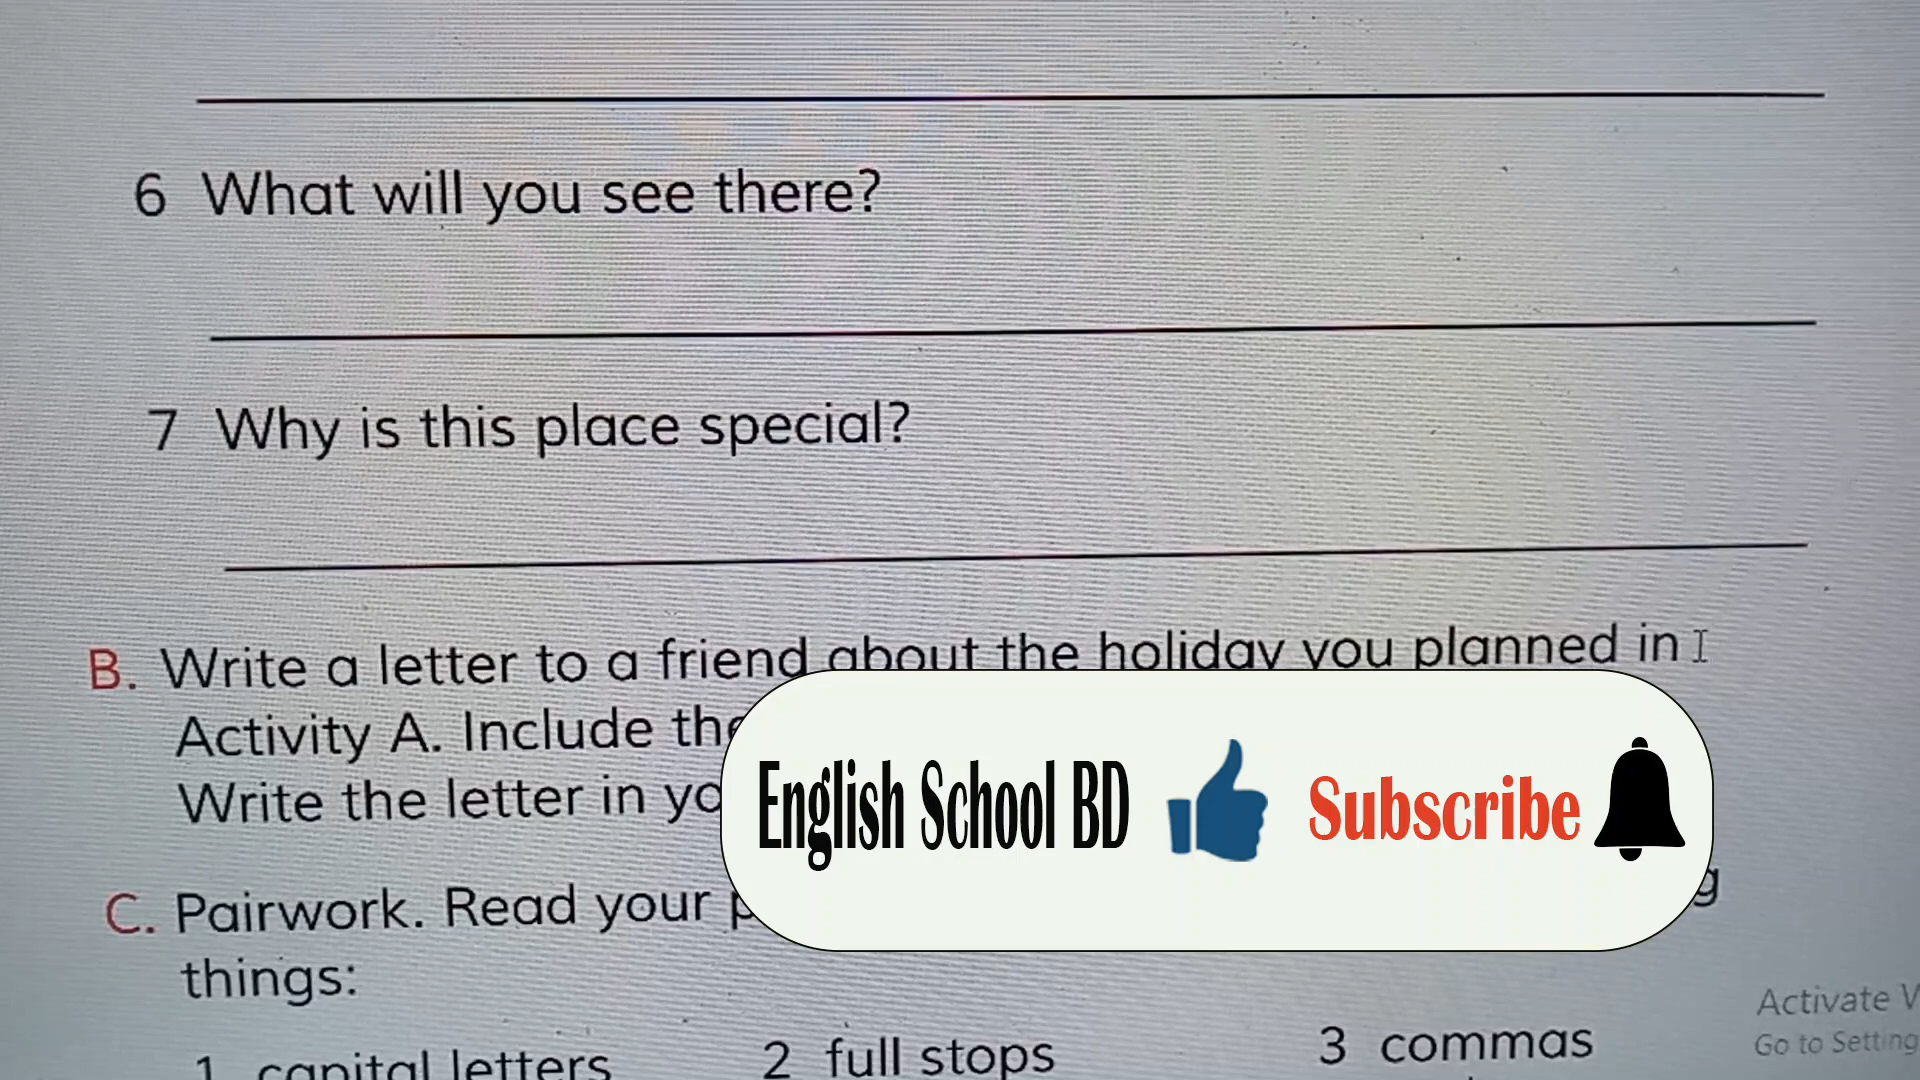 6 What will you see there?
7 Why is this place special?
B. Write a letter to a friend about the holiday you planned in
Activity A. Include the
Write the letter in
English School BD Subscribe
C. Pairwork. Read your
things:
1 capital letters 2 full stops 3 commas
Activate
Go to